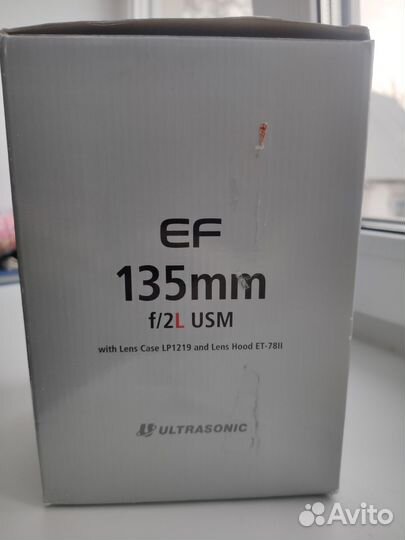 EF
135mm
f/2L USM
with Lens Case LP1219 and Lens Hood ET-78II
ULTRASONIC
Avito